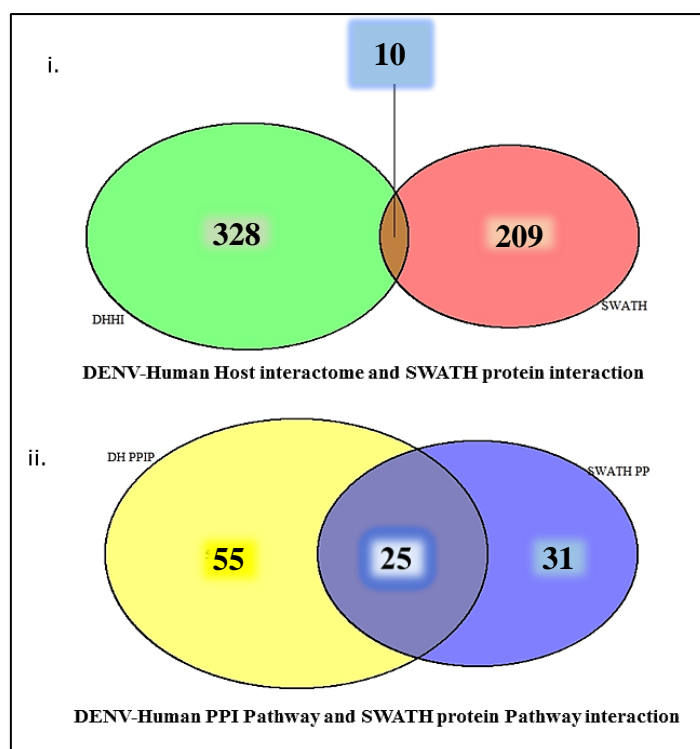 10
i.
328
209
DHHI
SWATH
DENV-Human Host interactome and SWATH protein interaction
ii.
DH PPIP
SWATH PP
55
25
31
DENV-Human PPI Pathway and SWATH protein Pathway interaction